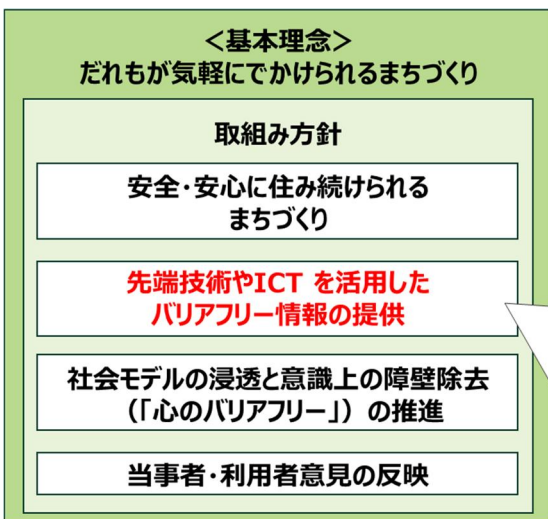 ＜基本理念＞
だれもが気軽にでかけられるまちづくり
取組み方針
安全・安心に住み続けられる
まちづくり
先端技術やICT を活用した
バリアフリー情報の提供
社会モデルの浸透と意識上の障壁除去
（「心のバリアフリー」）の推進
当事者・利用者意見の反映